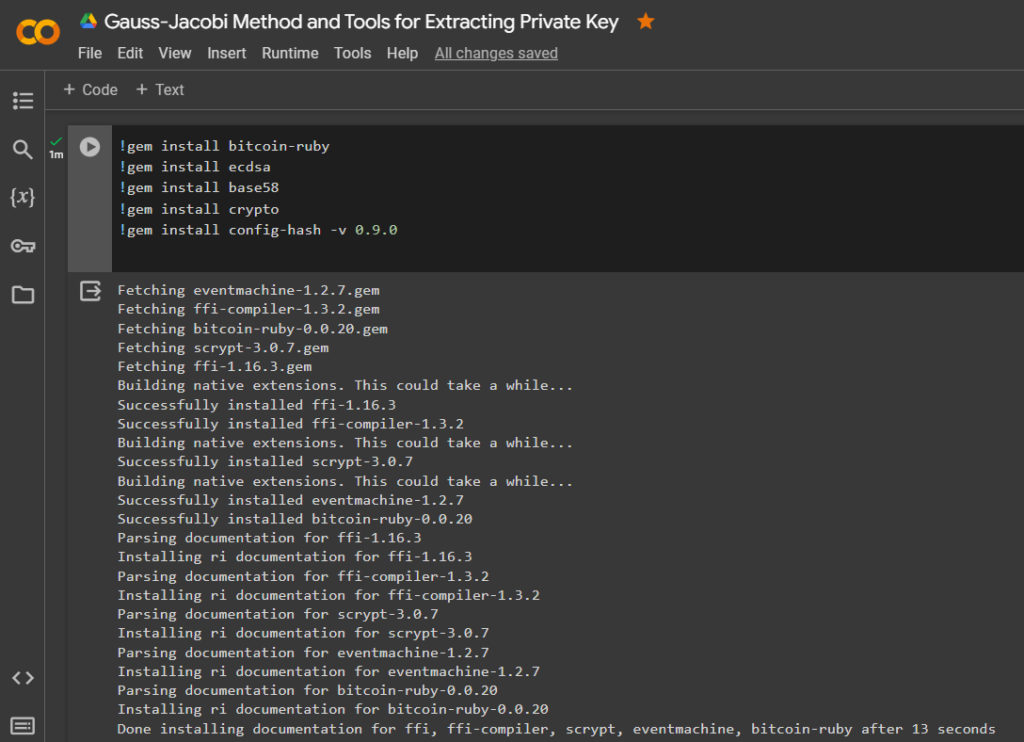 Gauss-Jacobi Method and Tools for Extracting Private Key
File Edit View Insert Runtime Tools Help All changes saved
+ Code + Text
1m
!gem install bitcoin-ruby
!gem install ecdsa
!gem install base58
!gem install crypto
!gem install config-hash -v 0.9.0
{x}
Fetching eventmachine-1.2.7.gem
Fetching ffi-compiler-1.3.2.gem
Fetching bitcoin-ruby-0.0.20.gem
Fetching scrypt-3.0.7.gem
Fetching ffi-1.16.3.gem
Building native extensions. This could take a while...
Successfully installed ffi-1.16.3
Successfully installed ffi-compiler-1.3.2
Building native extensions. This could take a while...
Successfully installed scrypt-3.0.7
Building native extensions. This could take a while...
Successfully installed eventmachine-1.2.7
Successfully installed bitcoin-ruby-0.0.20
Parsing documentation for ffi-1.16.3
Installing ri documentation for ffi-1.16.3
Parsing documentation for ffi-compiler-1.3.2
Installing ri documentation for ffi-compiler-1.3.2
Parsing documentation for scrypt-3.0.7
Installing ri documentation for scrypt-3.0.7
Parsing documentation for eventmachine-1.2.7
Installing ri documentation for eventmachine-1.2.7
Parsing documentation for bitcoin-ruby-0.0.20
Installing ri documentation for bitcoin-ruby-0.0.20
Done installing documentation for ffi, ffi-compiler, scrypt, eventmachine, bitcoin-ruby after 13 seconds